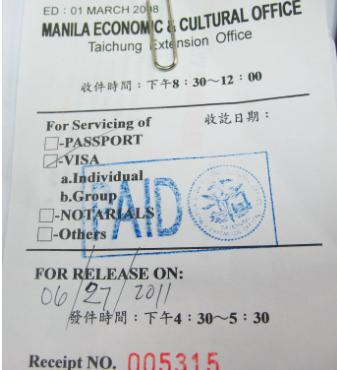 ED : 01 MARCH 2008
MANILA ECONOMIC & CULTURAL OFFICE
Taichung Extension Office
收件時間：下午8：30～12：00
For Servicing of 收訖日期：
-PASSPORT
-VISA
a.Individual
b.Group
-NOTARIALS
-Others
PAID
FOR RELEASE ON:
06/27/2011
發件時間：下午4：30～5：30
Receipt NO. 005315